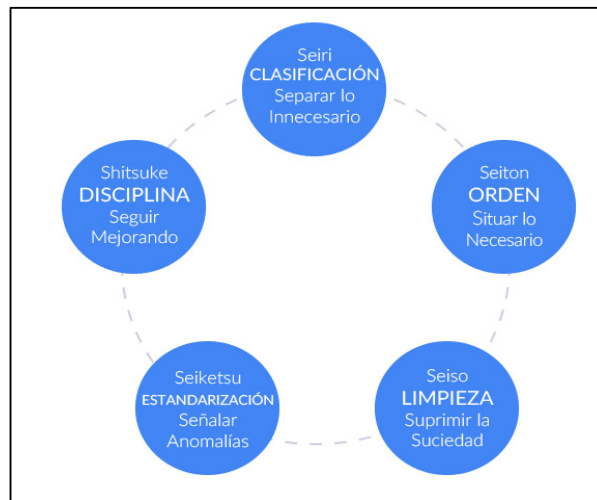 Seiri
CLASIFICACIÓN
Separar lo
Innecesario
Seiton
ORDEN
Situar lo
Necesario
Seiso
LIMPIEZA
Suprimir la
Suciedad
Seiketsu
ESTANDARIZACIÓN
Señalar
Anomalías
Shitsuke
DISCIPLINA
Seguir
Mejorando